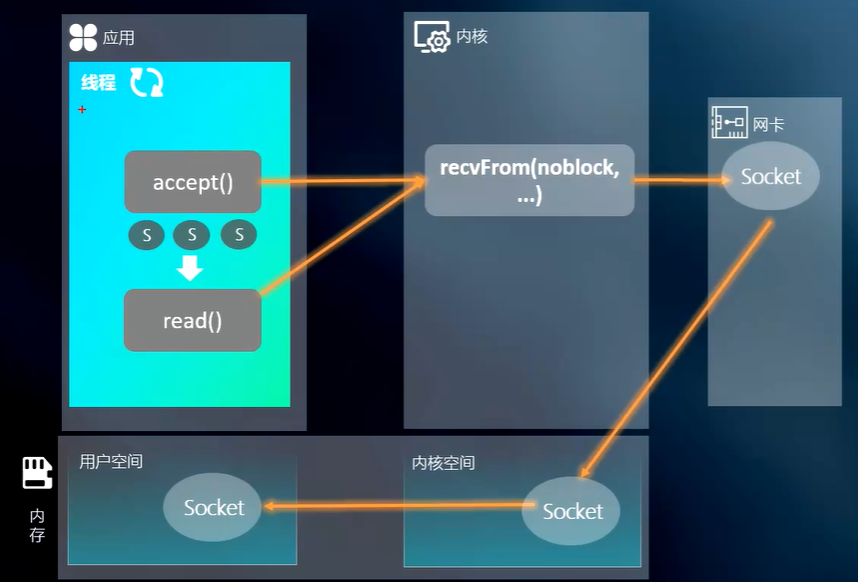 应用
内核
线程
网卡
accept()
recvFrom(noblock,
...)
Socket
S S S
read()
用户空间
内核空间
Socket
Socket
内
存